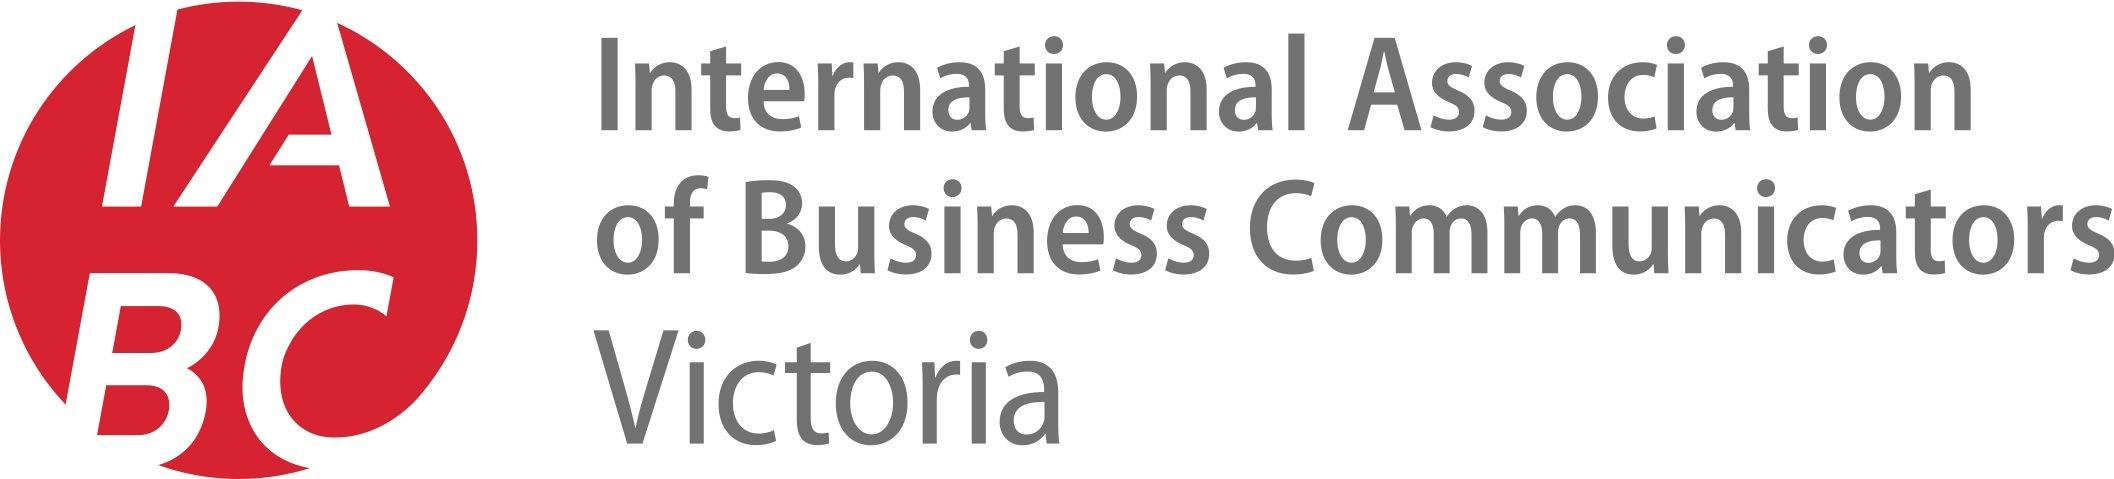 IA
BC
International Association
of Business Communicators
Victoria